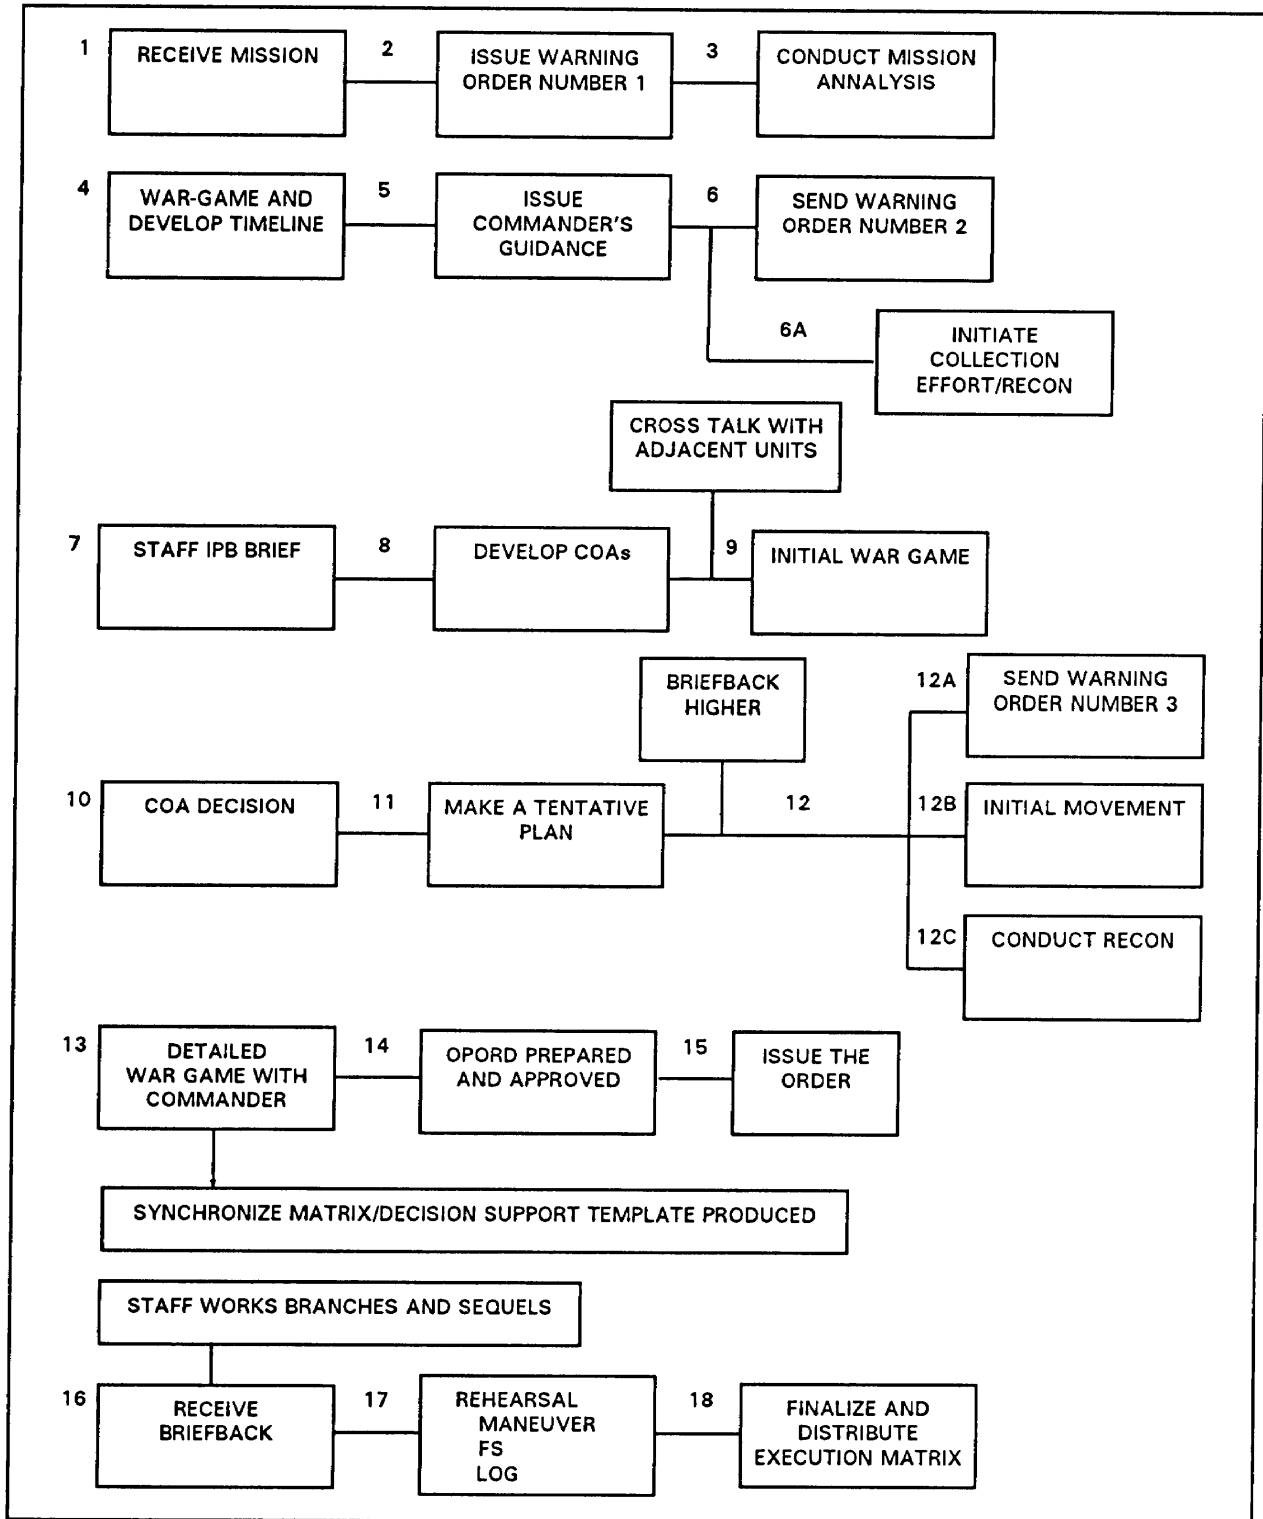 1
RECEIVE MISSION
2
ISSUE WARNING
ORDER NUMBER 1
3
CONDUCT MISSION
ANNALYSIS
4
WAR-GAME AND
DEVELOP TIMELINE
5
ISSUE
COMMANDER'S
GUIDANCE
6
SEND WARNING
ORDER NUMBER 2
6A
INITIATE
COLLECTION
EFFORT/RECON
CROSS TALK WITH
ADJACENT UNITS
7
STAFF IPB BRIEF
8
DEVELOP COAs
9
INITIAL WAR GAME
BRIEFBACK
HIGHER
10
COA DECISION
11
MAKE A TENTATIVE
PLAN
12
12A
SEND WARNING
ORDER NUMBER 3
12B
INITIAL MOVEMENT
12C
CONDUCT RECON
13
DETAILED
WAR GAME WITH
COMMANDER
14
OPORD PREPARED
AND APPROVED
15
ISSUE THE
ORDER
SYNCHRONIZE MATRIX/DECISION SUPPORT TEMPLATE PRODUCED
STAFF WORKS BRANCHES AND SEQUELS
16
RECEIVE
BRIEFBACK
17
REHEARSAL
MANEUVER
FS
LOG
18
FINALIZE AND
DISTRIBUTE
EXECUTION MATRIX